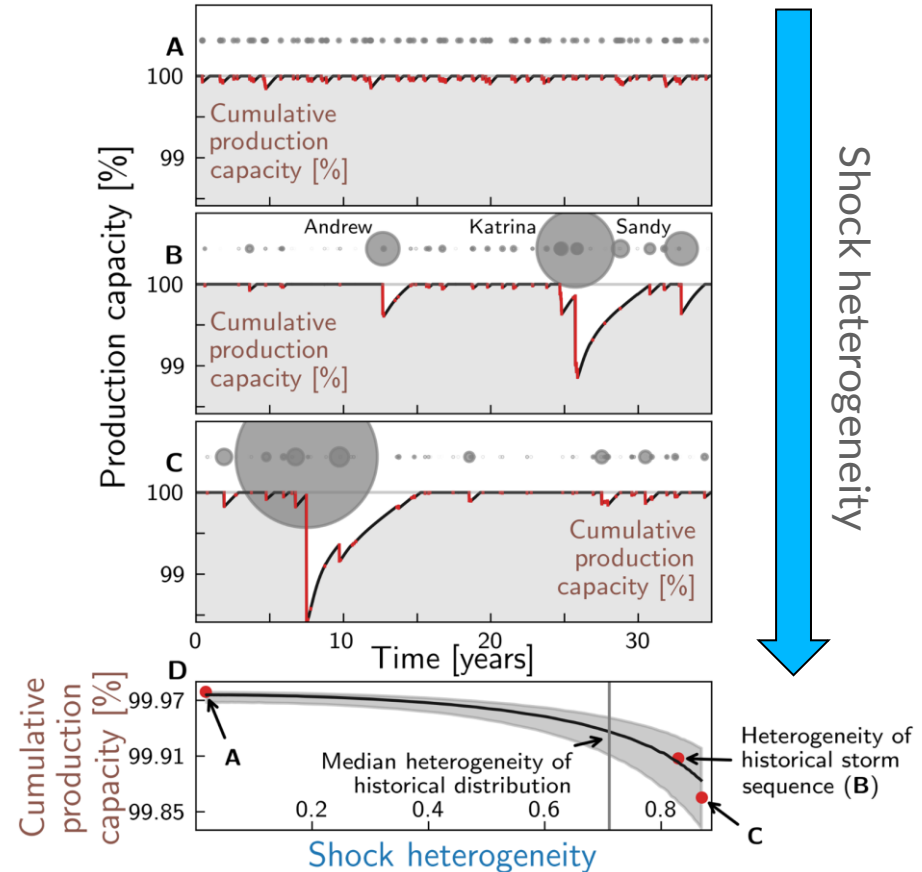 Production capacity [%]
A
100
99
Cumulative
production
capacity [%]
B
Andrew
Katrina
Sandy
100
99
Cumulative
production
capacity [%]
C
100
99
Cumulative
production
capacity [%]
0
10
20
30
Time [years]
Shock heterogeneity
D
Cumulative
production
capacity [%]
99.97
99.91
99.85
A
Median heterogeneity of
historical distribution
Heterogeneity of
historical storm
sequence (B)
C
0.2
0.4
0.6
0.8
Shock heterogeneity